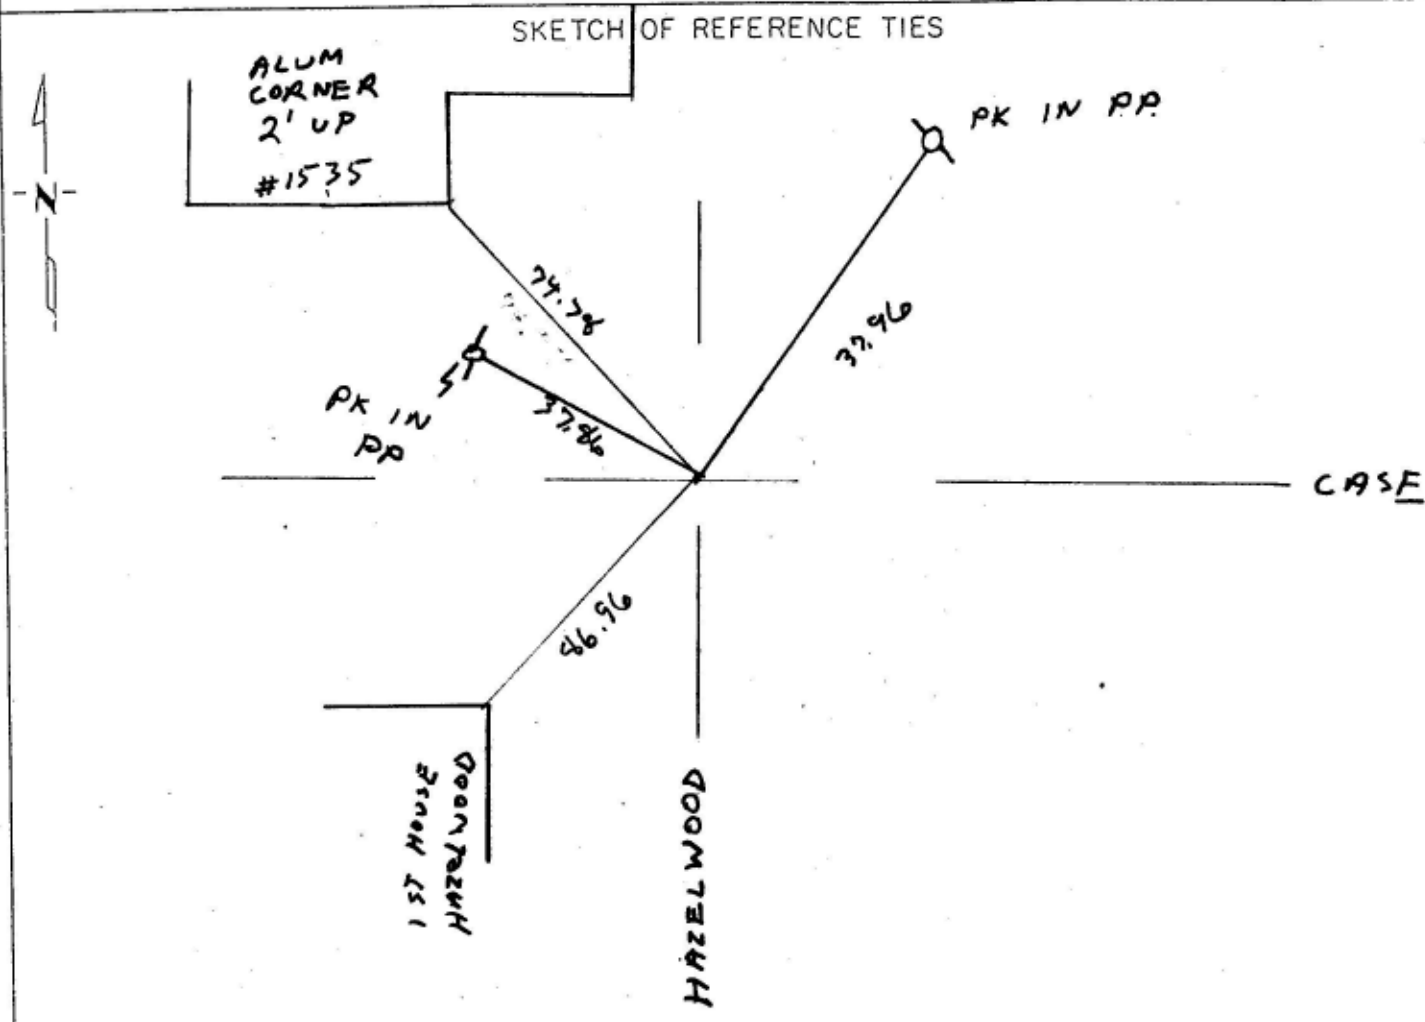 SKETCH OF REFERENCE TIES
ALUM
CORNER
2' UP
#1535
N
PK IN PP
74.78
37.96
PK IN
PP
37.86
CASE
86.96
1ST HOUSE
HAZELWOOD
HAZELWOOD